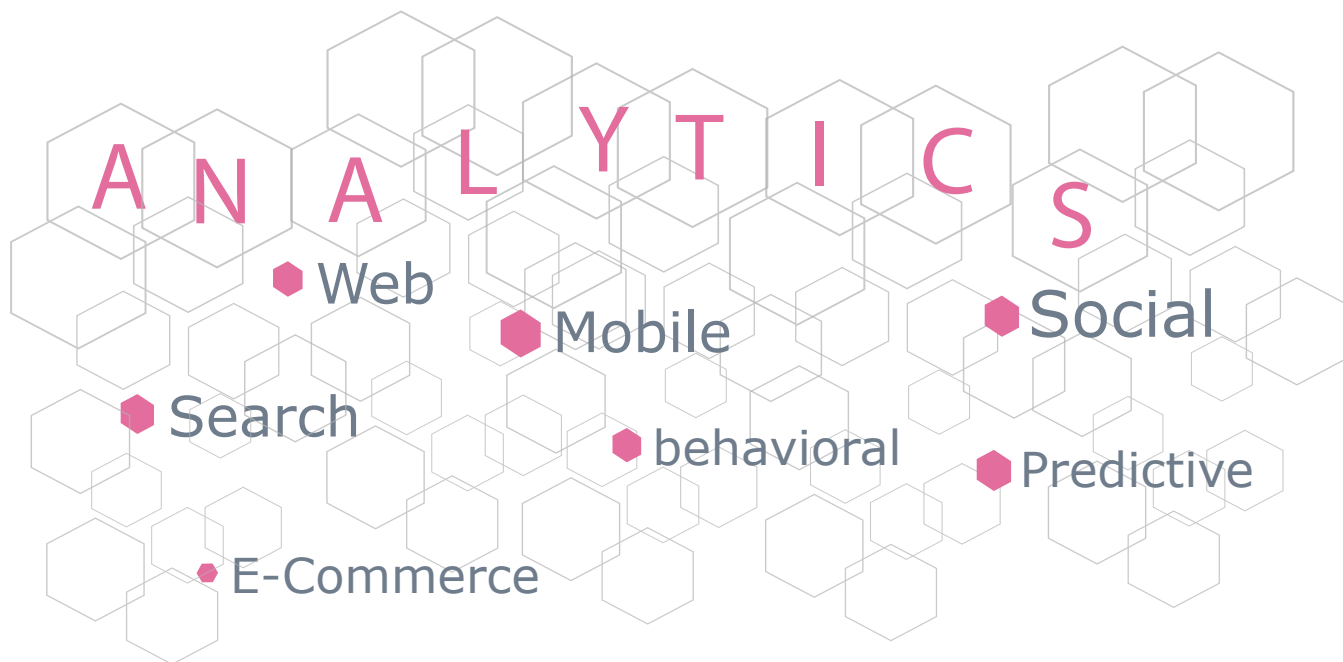 ANALYTICS
Web
Mobile
Social
Search
behavioral
Predictive
E-Commerce